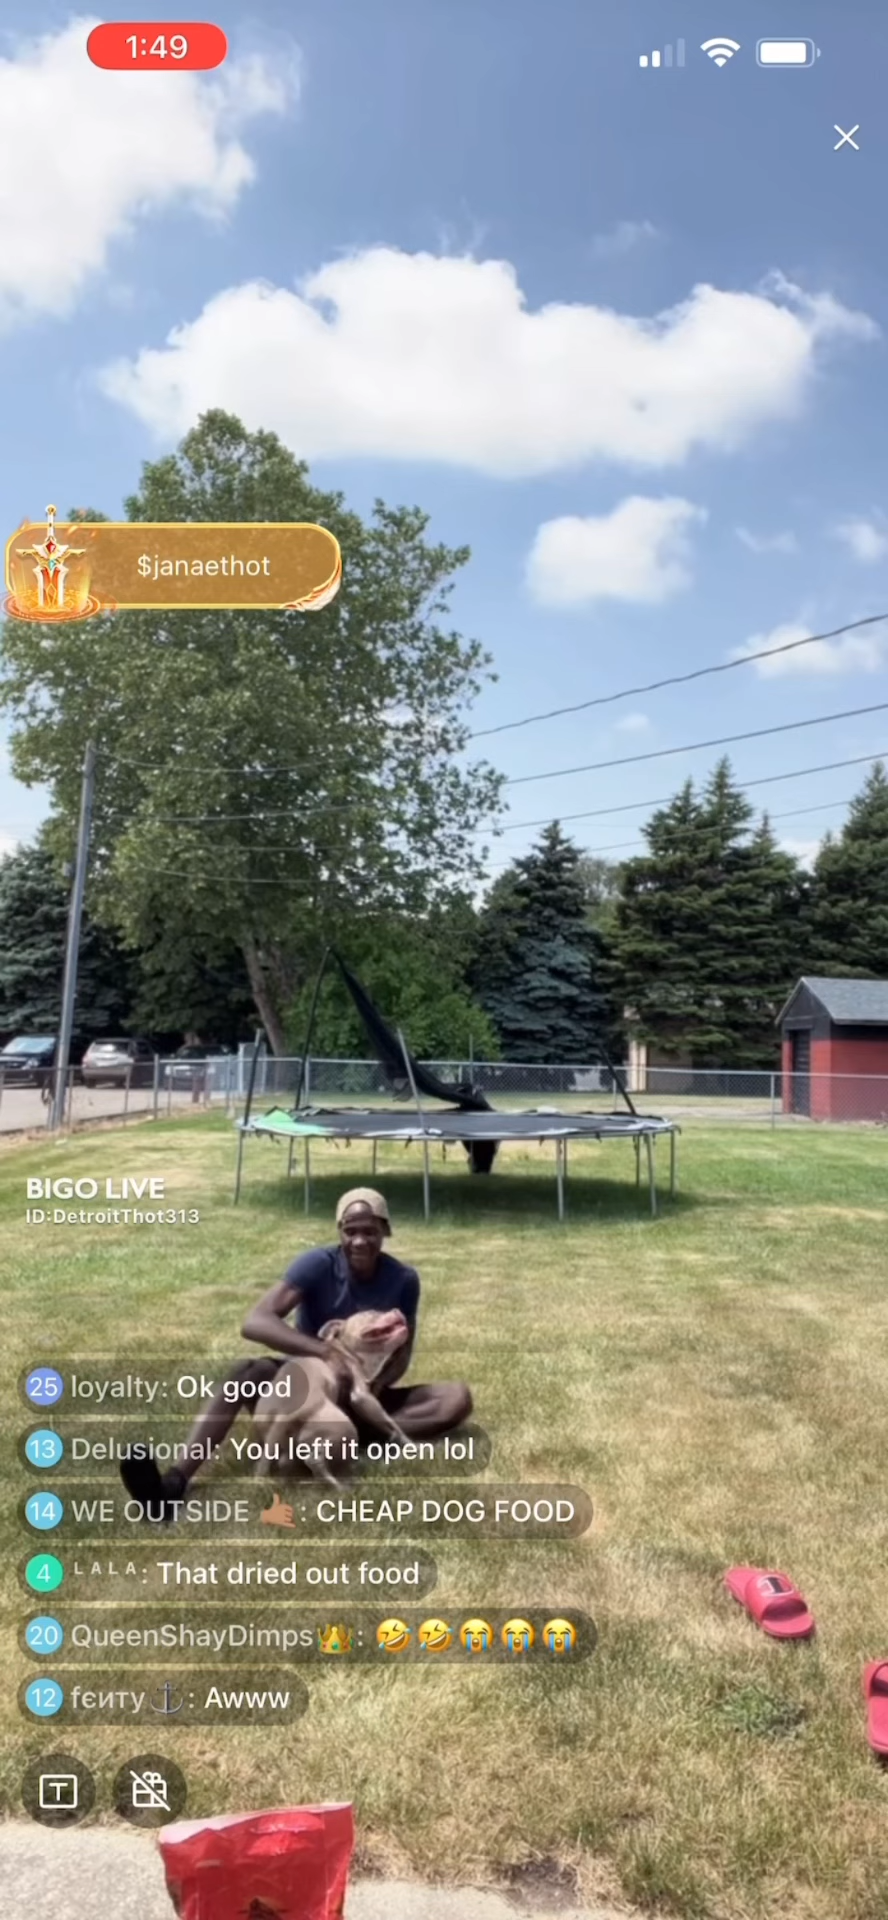 1:49
$janaethot
BIGO LIVE
ID:DetroitThot313
25 loyalty: Ok good
13 Delusional: You left it open lol
14 WE OUTSIDE 🤙🏽: CHEAP DOG FOOD
4 ᴸᴬᴸᴬ: That dried out food
20 QueenShayDimps👑: 🤣🤣😭😭😭
12 fєитy⚓: Awww
T